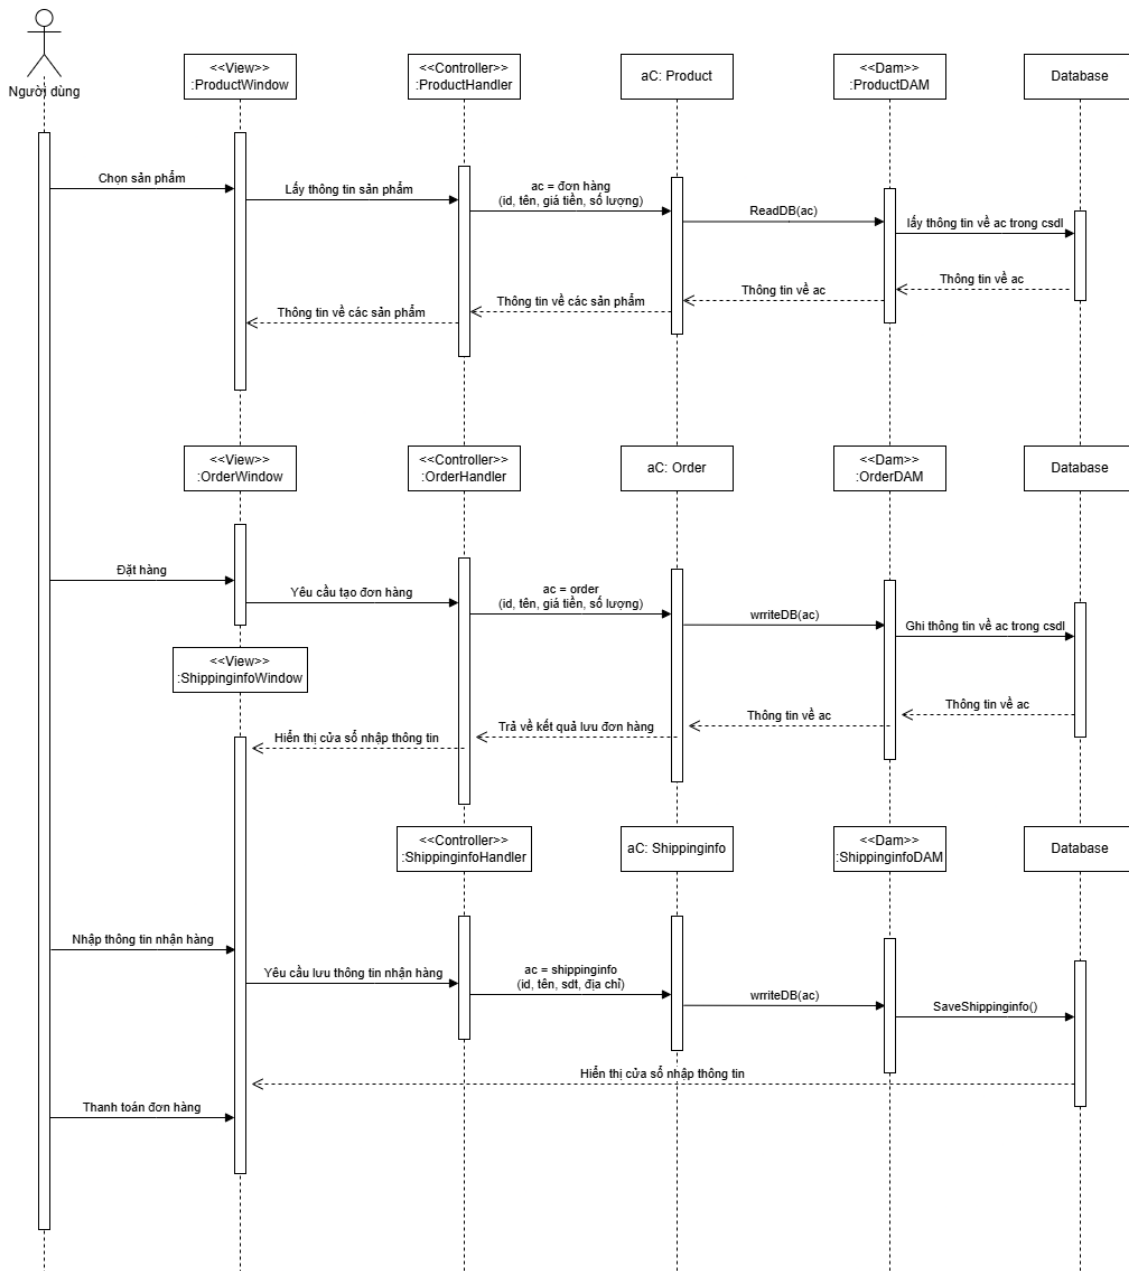 Người dùng
<<View>>
:ProductWindow
<<Controller>>
:ProductHandler
aC: Product
<<Dam>>
:ProductDAM
Database
Chọn sản phẩm
Lấy thông tin sản phẩm
ac = đơn hàng
(id, tên, giá tiền, số lượng)
ReadDB(ac)
lấy thông tin về ac trong csdl
Thông tin về ac
Thông tin về ac
Thông tin về các sản phẩm
Thông tin về các sản phẩm
<<View>>
:OrderWindow
<<Controller>>
:OrderHandler
aC: Order
<<Dam>>
:OrderDAM
Database
Đặt hàng
Yêu cầu tạo đơn hàng
ac = order
(id, tên, giá tiền, số lượng)
wrriteDB(ac)
Ghi thông tin về ac trong csdl
<<View>>
:ShippinginfoWindow
Thông tin về ac
Thông tin về ac
Trả về kết quả lưu đơn hàng
Hiển thị cửa sổ nhập thông tin
<<Controller>>
:ShippinginfoHandler
aC: Shippinginfo
<<Dam>>
:ShippinginfoDAM
Database
Nhập thông tin nhận hàng
Yêu cầu lưu thông tin nhận hàng
ac = shippinginfo
(id, tên, sdt, địa chỉ)
wrriteDB(ac)
SaveShippinginfo()
Hiển thị cửa sổ nhập thông tin
Thanh toán đơn hàng